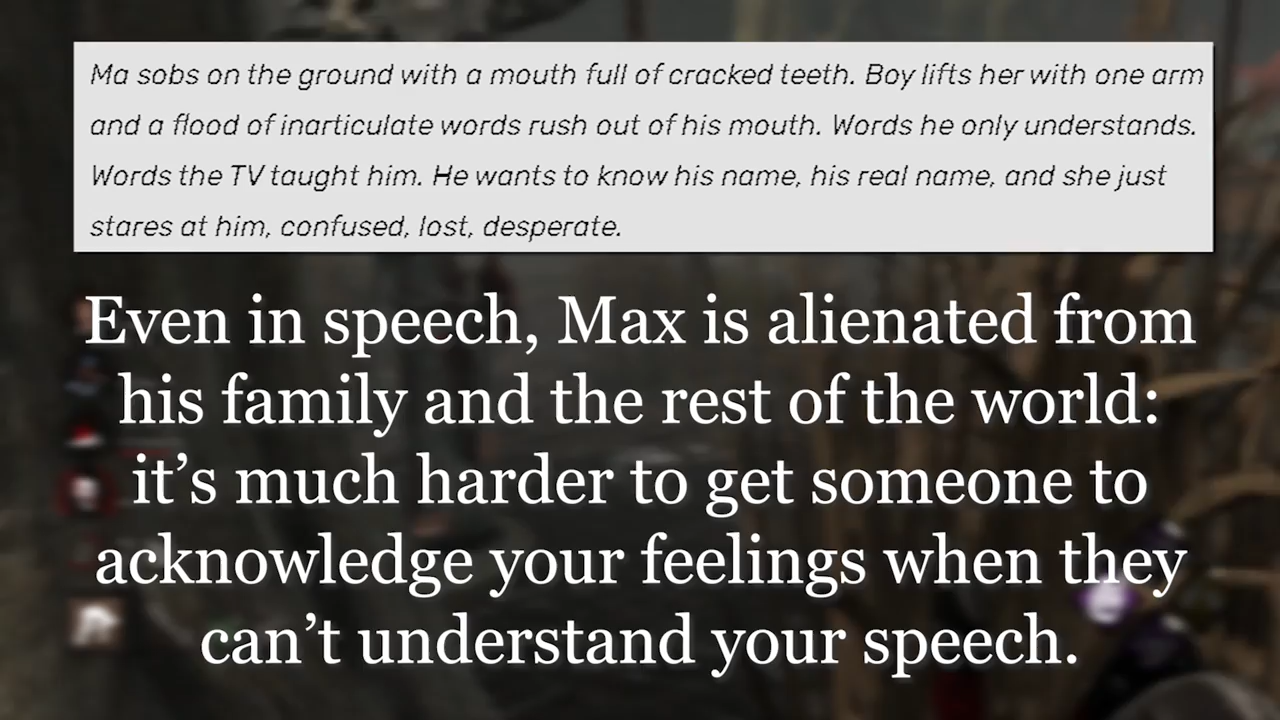 Ma sobs on the ground with a mouth full of cracked teeth. Boy lifts her with one arm
and a flood of inarticulate words rush out of his mouth. Words he only understands.
Words the TV taught him. He wants to know his name, his real name, and she just
stares at him, confused, lost, desperate.
Even in speech, Max is alienated from
his family and the rest of the world:
it’s much harder to get someone to
acknowledge your feelings when they
can’t understand your speech.